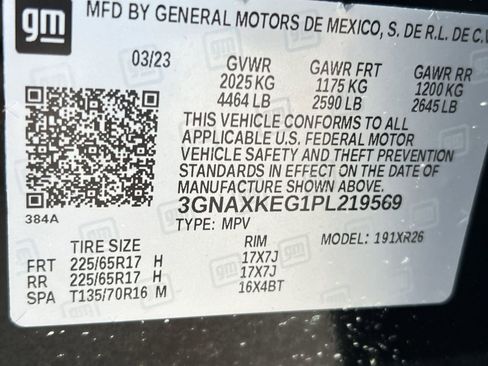 gm
MFD BY GENERAL MOTORS DE MEXICO, S. DE R.L. DE C.V
03/23 GVWR GAWR FRT GAWR RR
2025 KG 1175 KG 1200 KG
4464 LB 2590 LB 2645 LB
THIS VEHICLE CONFORMS TO ALL
APPLICABLE U.S. FEDERAL MOTOR
VEHICLE SAFETY AND THEFT PREVENTION
STANDARDS IN EFFECT ON THE DATE OF
MANUFACTURE SHOWN ABOVE.
384A 3GNAXKEG1PL219569
TYPE: MPV MODEL: 191XR26
TIRE SIZE RIM
FRT 225/65R17 H 17X7J
RR 225/65R17 H 17X7J
SPA T135/70R16 M 16X4BT